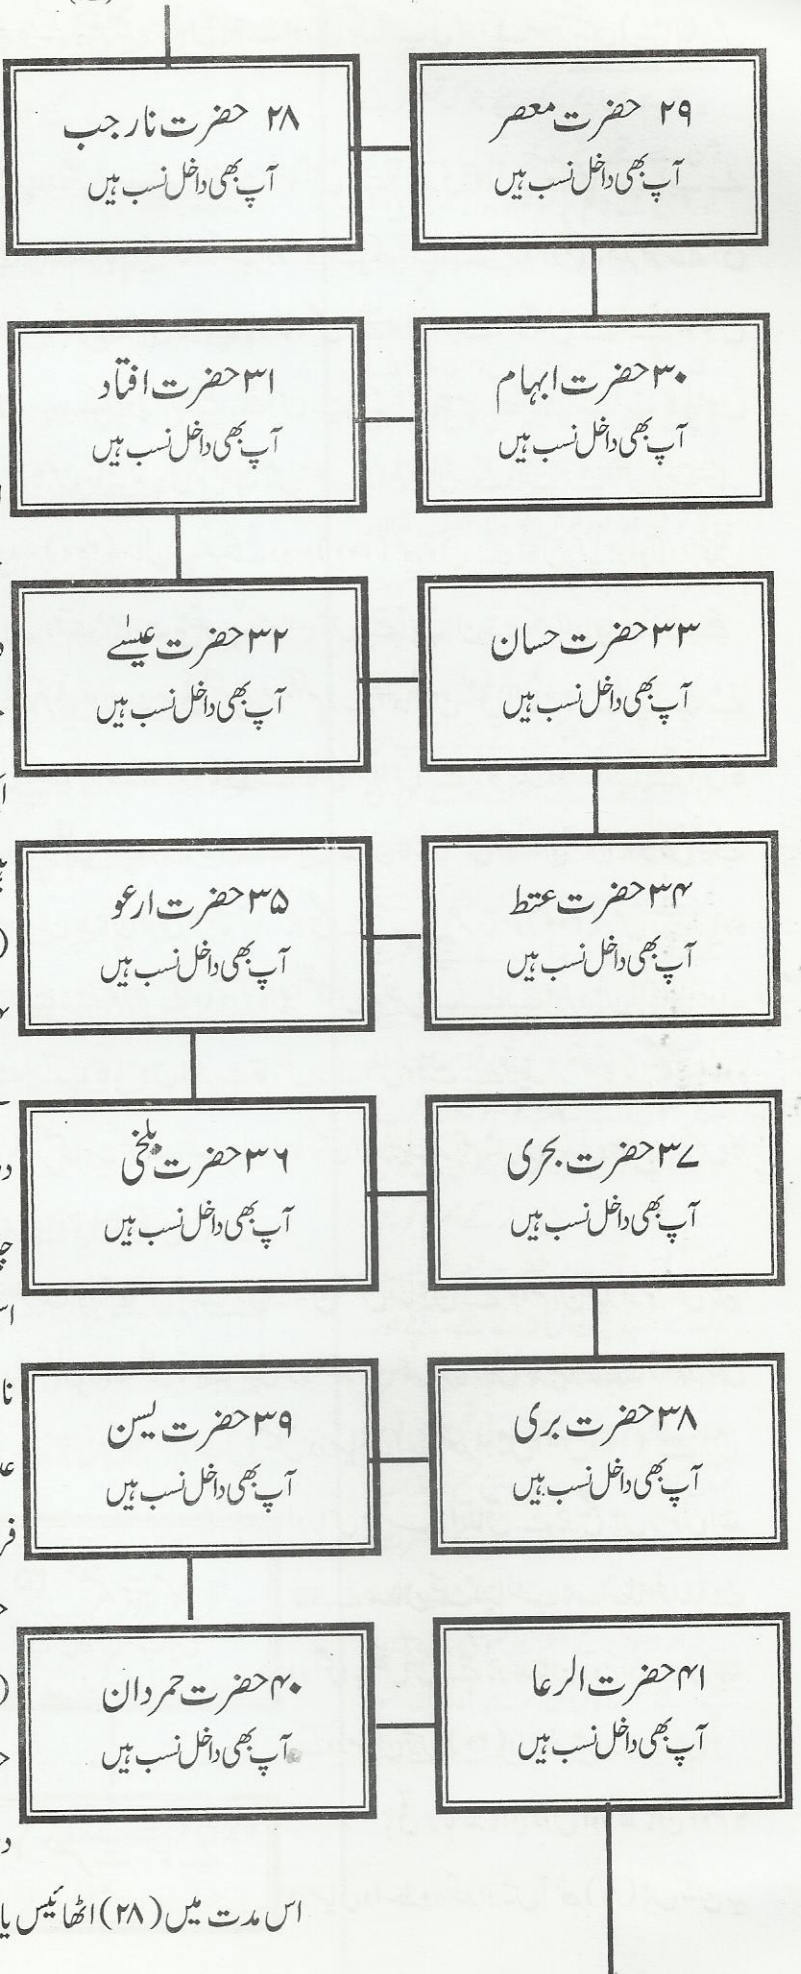 ۲۸ حضرت نارجب
آپ بھی داخل نسب ہیں
۲۹ حضرت معصر
آپ بھی داخل نسب ہیں
۳۰ حضرت ابہام
آپ بھی داخل نسب ہیں
۳۱ حضرت افتاد
آپ بھی داخل نسب ہیں
۳۲ حضرت عیسےٰ
آپ بھی داخل نسب ہیں
۳۳ حضرت حسان
آپ بھی داخل نسب ہیں
۳۴ حضرت عتط
آپ بھی داخل نسب ہیں
۳۵ حضرت ارعو
آپ بھی داخل نسب ہیں
۳۶ حضرت بلخی
آپ بھی داخل نسب ہیں
۳۷ حضرت بحری
آپ بھی داخل نسب ہیں
۳۸ حضرت بری
آپ بھی داخل نسب ہیں
۳۹ حضرت یسن
آپ بھی داخل نسب ہیں
۴۰ حضرت حمردان
آپ بھی داخل نسب ہیں
۴۱ حضرت الرعا
آپ بھی داخل نسب ہیں
اس مدت میں (۲۸) اٹھائیس یا